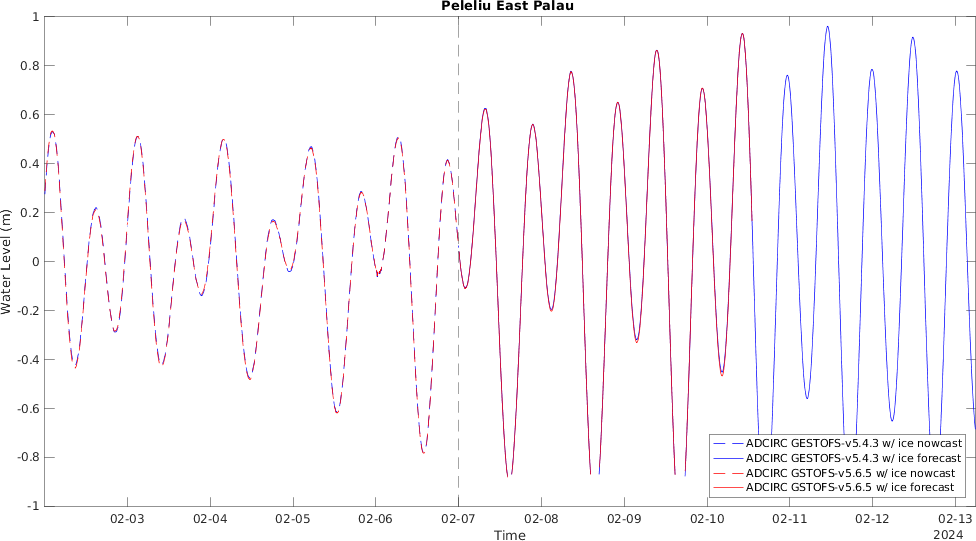 Peleliu East Palau
1
0.8
0.6
0.4
0.2
0
-0.2
-0.4
-0.6
-0.8
-1
Water Level (m)
02-03 02-04 02-05 02-06 02-07 02-08 02-09 02-10 02-11 02-12 02-13
Time
2024
ADCIRC GESTOFS-v5.4.3 w/ ice nowcast
ADCIRC GESTOFS-v5.4.3 w/ ice forecast
ADCIRC GSTOFS-v5.6.5 w/ ice nowcast
ADCIRC GSTOFS-v5.6.5 w/ ice forecast